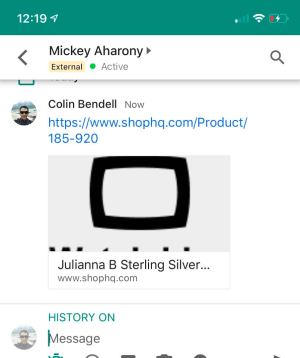 12:19
Mickey Aharony
External Active
Colin Bendell Now
https://www.shophq.com/Product/
185-920
Julianna B Sterling Silver...
www.shophq.com
HISTORY ON
Message